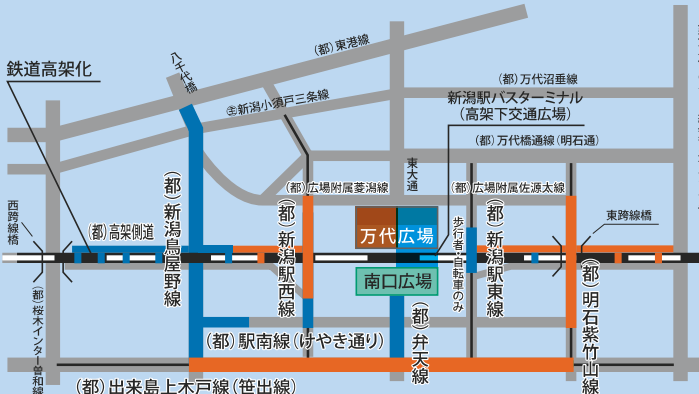 (都)東港線
八千代橋
鉄道高架化
(都)万代沼垂線
主新潟小須戸三条線
新潟駅バスターミナル
(高架下交通広場)
(都)万代橋通線(明石通)
東大通
(都)広場附属菱潟線
(都)広場附属佐源太線
西跨線橋
(都)高架側道
(都)新潟鳥屋野線
(都)新潟駅西線
万代広場
歩行者・自転車のみ
(都)新潟駅東線
東跨線橋
南口広場
(都)桜木インター曽和線
(都)弁天線
(都)明石紫竹山線
(都)駅南線(けやき通り)
(都)出来島上木戸線(笹出線)